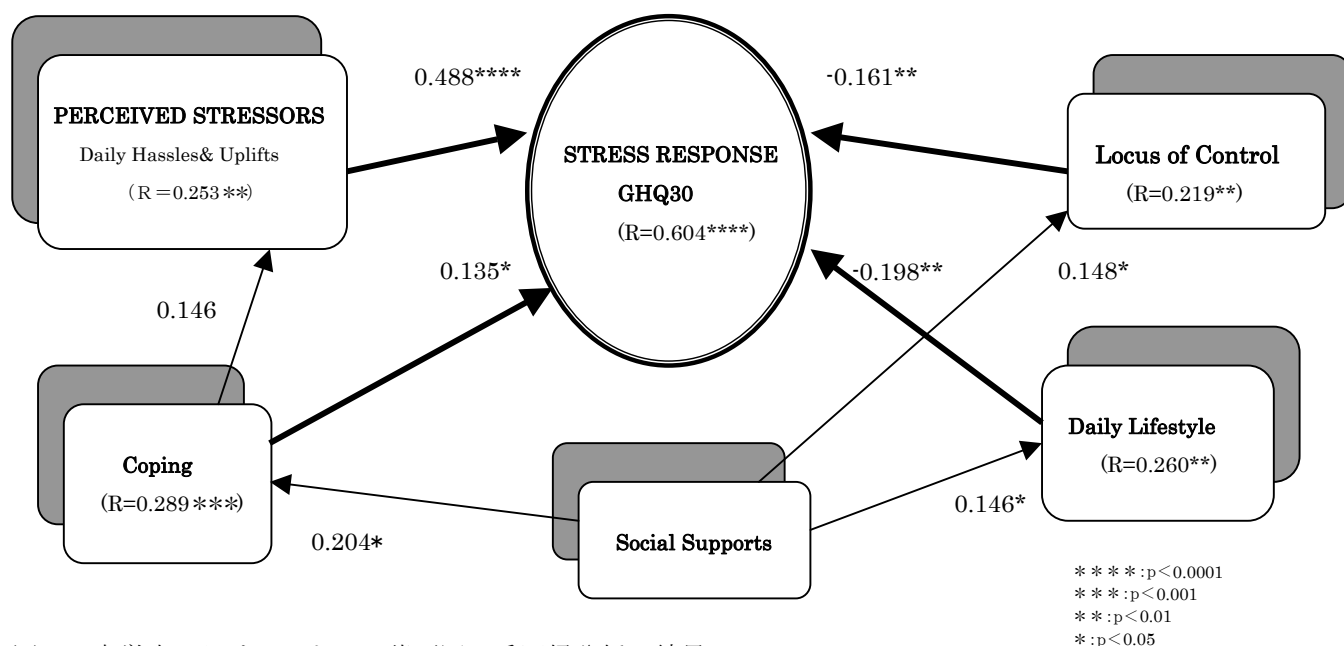 0.488****
-0.161**
PERCEIVED STRESSORS
Daily Hassles& Uplifts
(R=0.253**)
STRESS RESPONSE
GHQ30
(R=0.604****)
Locus of Control
(R=0.219**)
0.135*
-0.198**
0.148*
0.146
Coping
(R=0.289***)
Daily Lifestyle
(R=0.260**)
0.204*
Social Supports
0.146*
****:p<0.0001
***:p<0.001
**:p<0.01
*:p<0.05